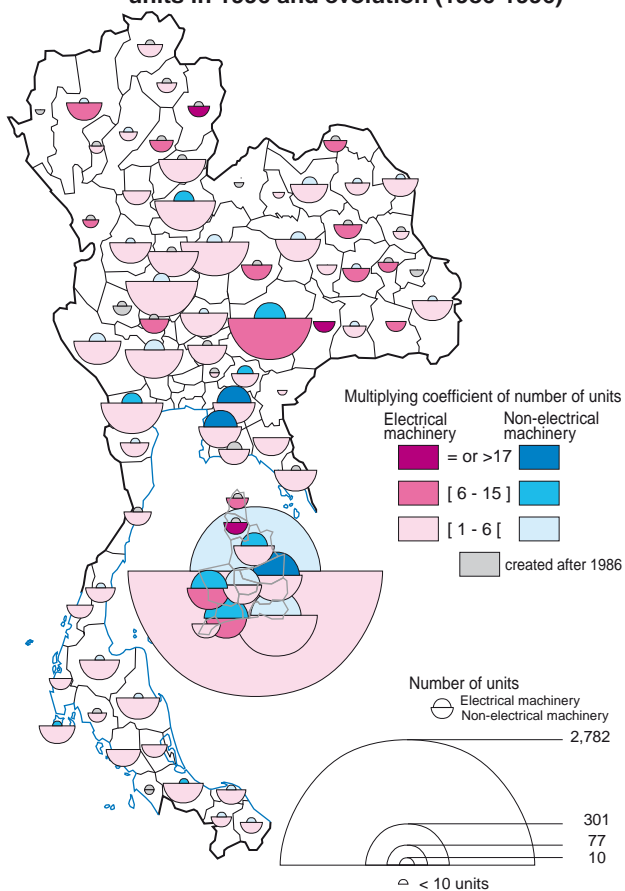 units in 1996 and evolution (1986-1996)
Multiplying coefficient of number of units
Electrical machinery
Non-electrical machinery
= or >17
[ 6 - 15 ]
[ 1 - 6 [
created after 1986
Number of units
Electrical machinery
Non-electrical machinery
2,782
301
77
10
< 10 units